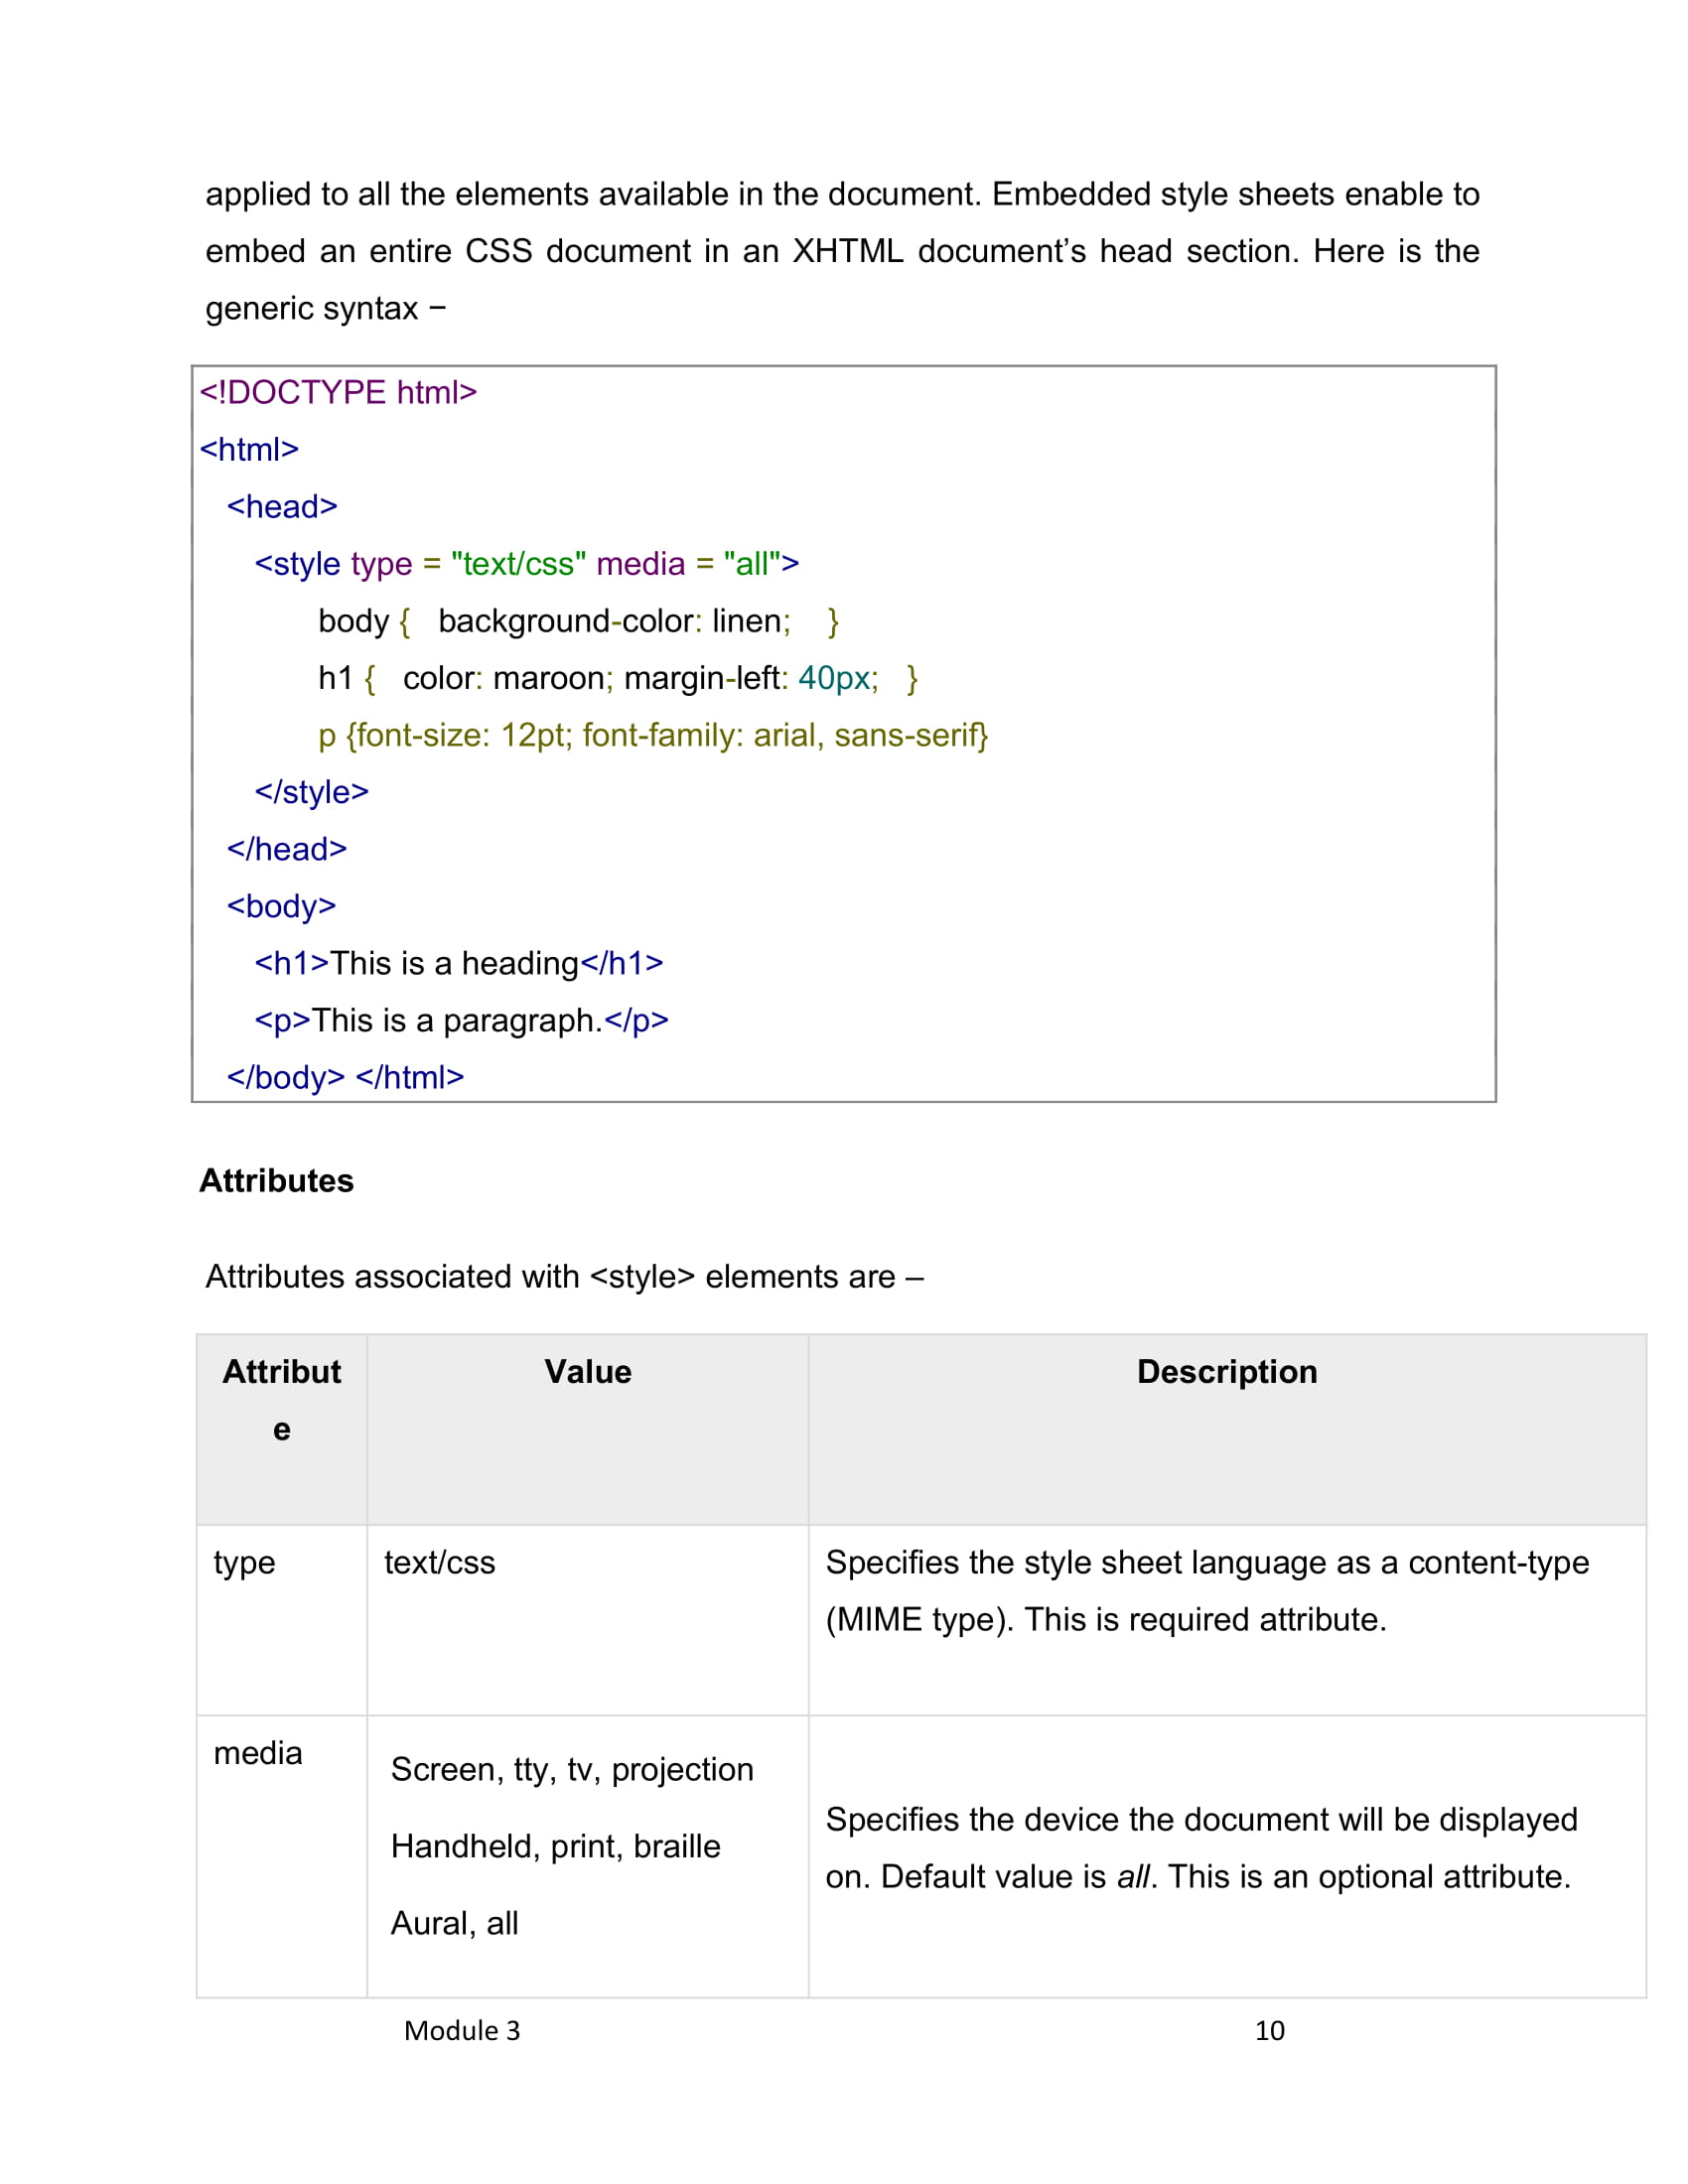 applied to all the elements available in the document. Embedded style sheets enable to
embed an entire CSS document in an XHTML document’s head section. Here is the
generic syntax −
<!DOCTYPE html>
<html>
<head>
<style type = "text/css" media = "all">
body { background-color: linen; }
h1 { color: maroon; margin-left: 40px; }
p {font-size: 12pt; font-family: arial, sans-serif}
</style>
</head>
<body>
<h1>This is a heading</h1>
<p>This is a paragraph.</p>
</body> </html>
Attributes
Attributes associated with <style> elements are –
Attribut
e
Value
Description
type
text/css
Specifies the style sheet language as a content-type
(MIME type). This is required attribute.
media
Screen, tty, tv, projection
Handheld, print, braille
Aural, all
Specifies the device the document will be displayed
on. Default value is all. This is an optional attribute.
Module 3 10